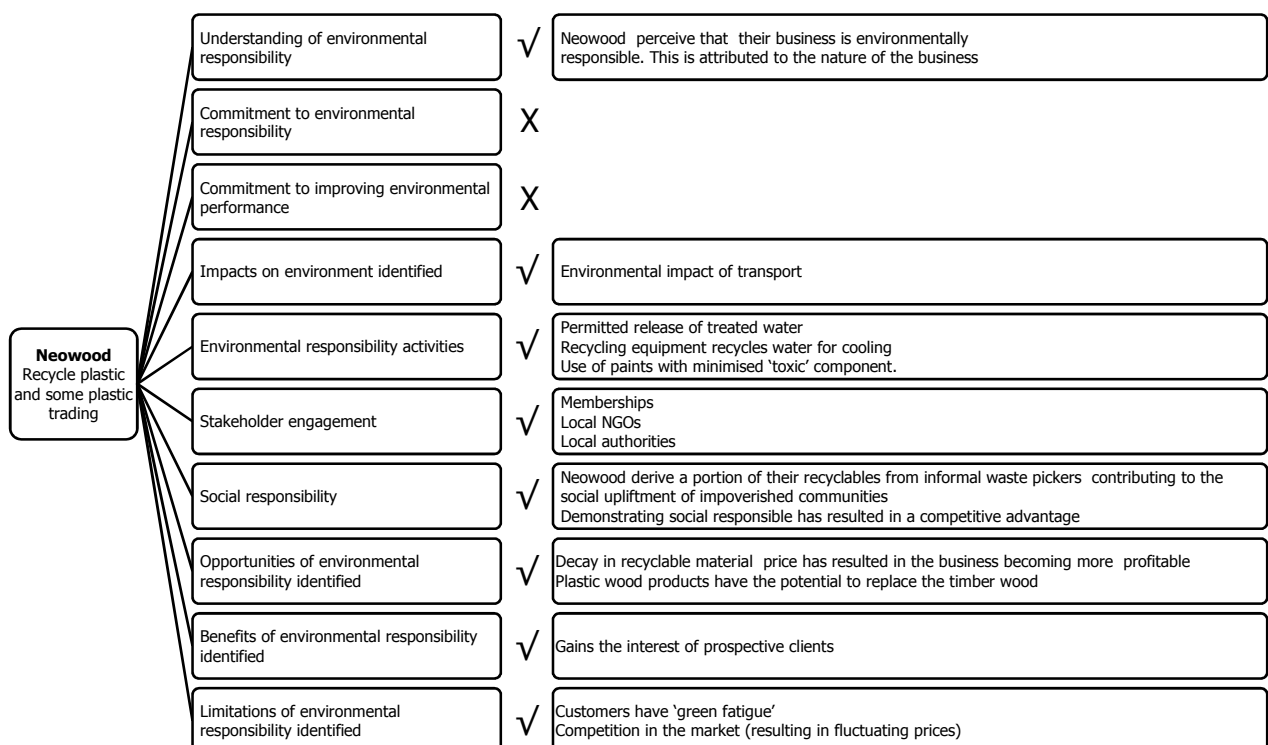 Understanding of environmental
responsibility
√
Neowood perceive that their business is environmentally
responsible. This is attributed to the nature of the business
Commitment to environmental
responsibility
X
Commitment to improving environmental
performance
X
Impacts on environment identified
√
Environmental impact of transport
Neowood
Recycle plastic
and some plastic
trading
Environmental responsibility activities
√
Permitted release of treated water
Recycling equipment recycles water for cooling
Use of paints with minimised ‘toxic’ component.
Stakeholder engagement
√
Memberships
Local NGOs
Local authorities
Social responsibility
√
Neowood derive a portion of their recyclables from informal waste pickers contributing to the
social upliftment of impoverished communities
Demonstrating social responsible has resulted in a competitive advantage
Opportunities of environmental
responsibility identified
√
Decay in recyclable material price has resulted in the business becoming more profitable
Plastic wood products have the potential to replace the timber wood
Benefits of environmental responsibility
identified
√
Gains the interest of prospective clients
Limitations of environmental
responsibility identified
√
Customers have ‘green fatigue’
Competition in the market (resulting in fluctuating prices)